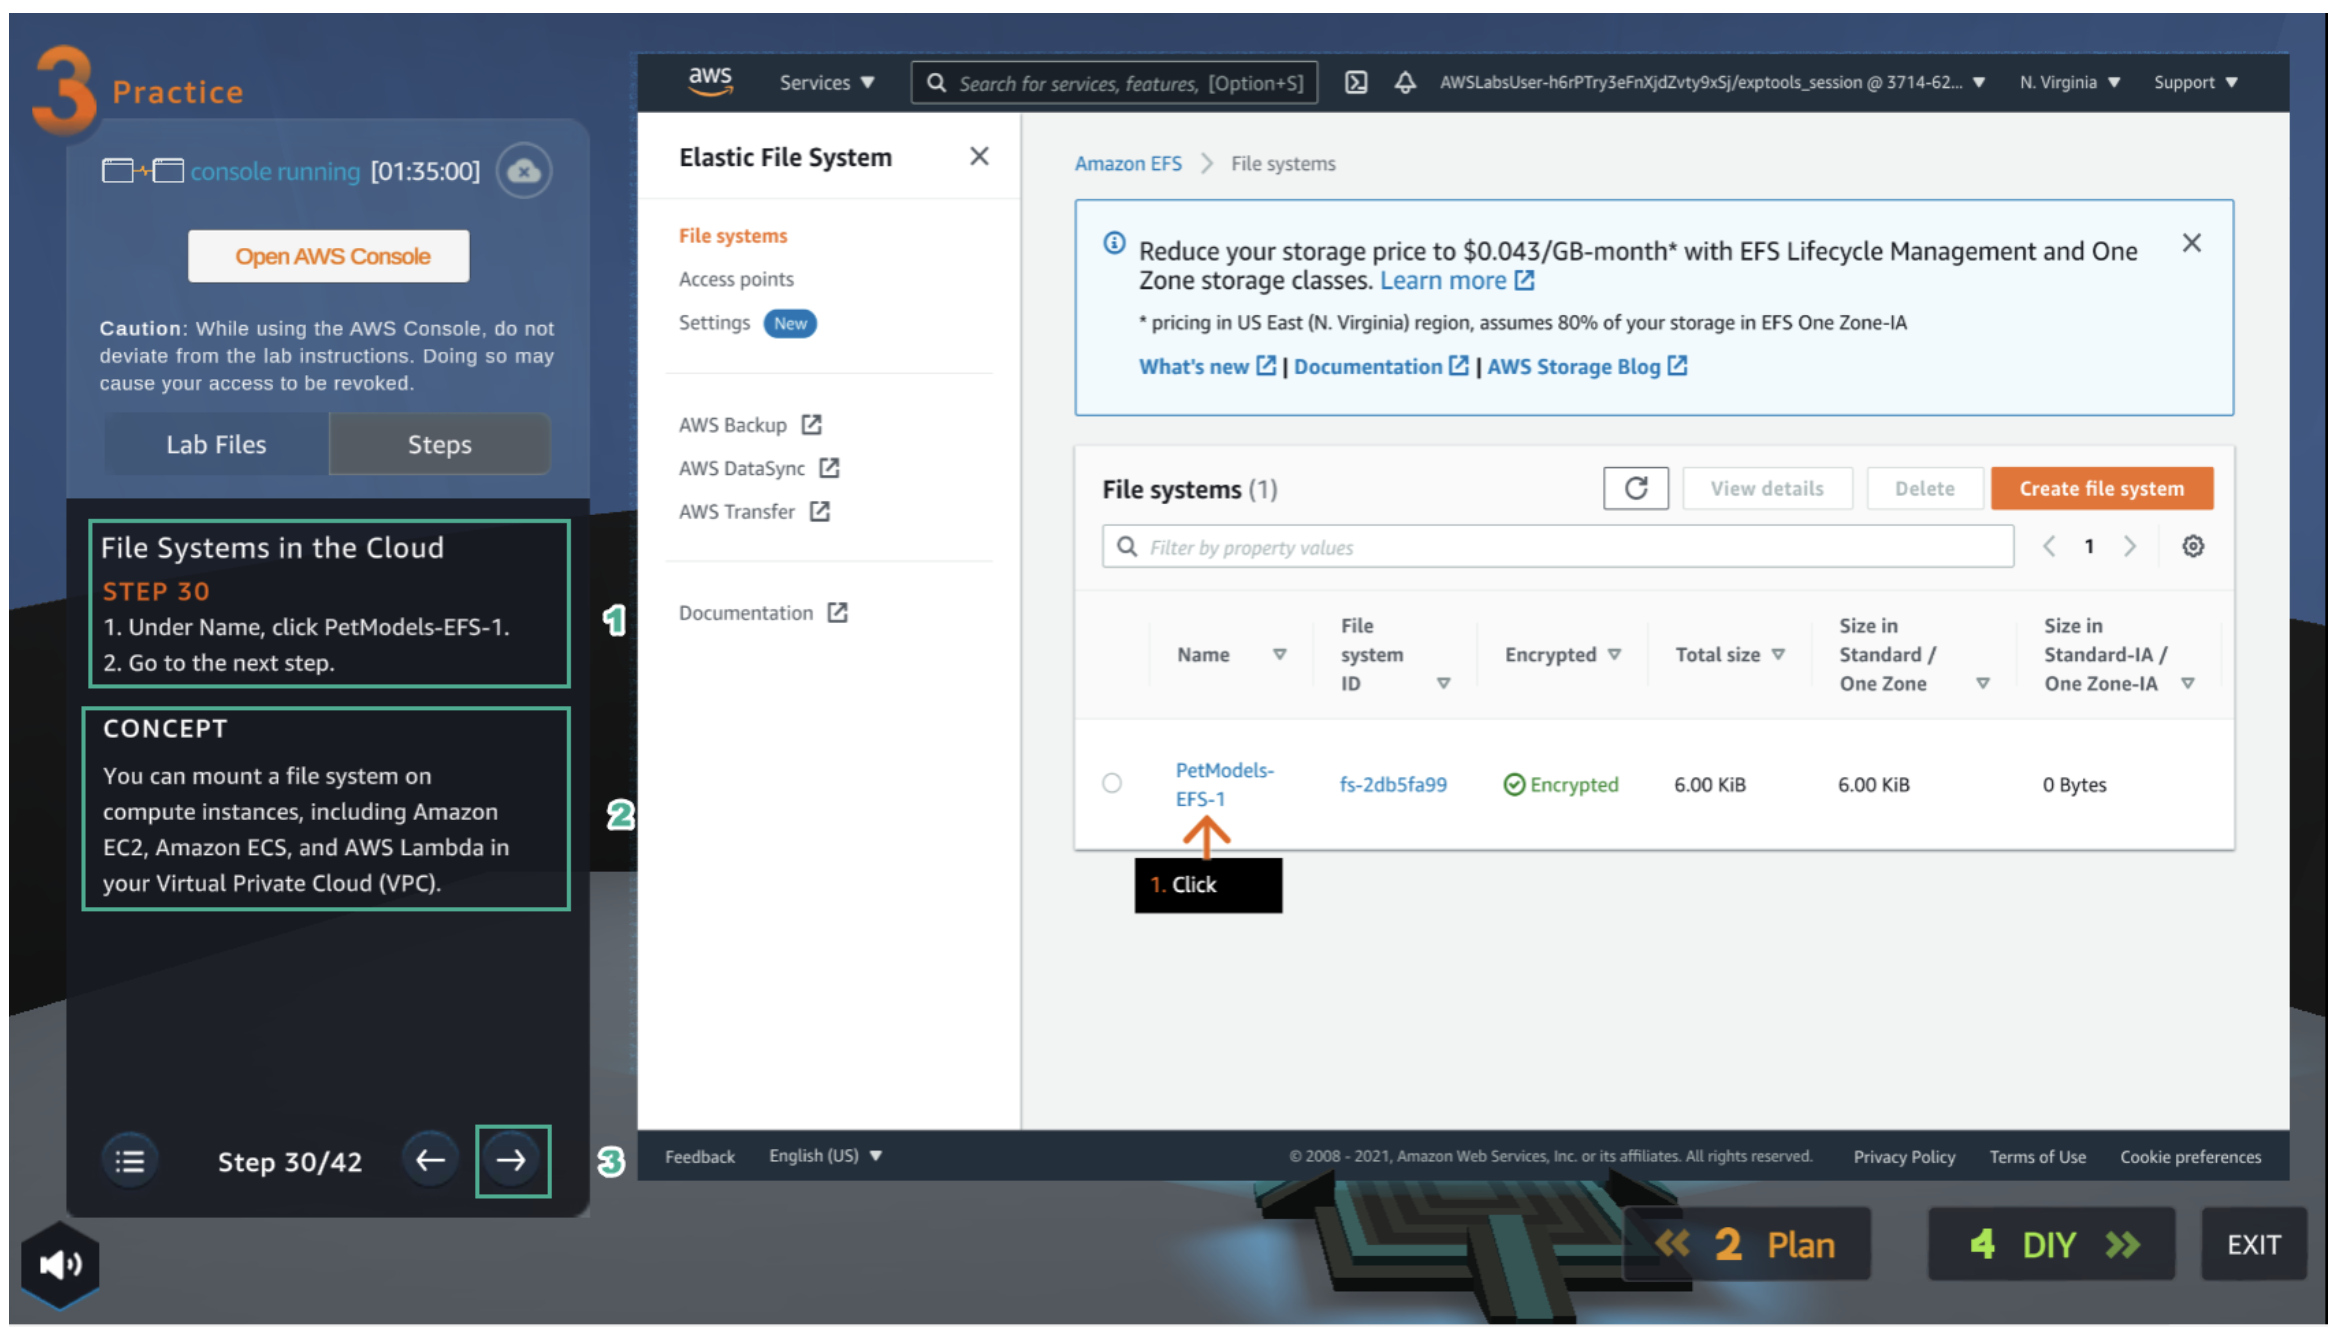 3 Practice
console running [01:35:00]
Open AWS Console
Caution: While using the AWS Console, do not
deviate from the lab instructions. Doing so may
cause your access to be revoked.
Lab Files
Steps
File Systems in the Cloud
STEP 30
1. Under Name, click PetModels-EFS-1.
2. Go to the next step.
1
CONCEPT
You can mount a file system on
compute instances, including Amazon
EC2, Amazon ECS, and AWS Lambda in
your Virtual Private Cloud (VPC).
2
Step 30/42
3
aws
Services
Search for services, features, [Option+S]
AWSLabsUser-h6rPTry3eFnXjdZvty9xSj/exptools_session @ 3714-62...
N. Virginia
Support
Elastic File System
File systems
Access points
Settings New
AWS Backup
AWS DataSync
AWS Transfer
Documentation
Amazon EFS > File systems
Reduce your storage price to $0.043/GB-month* with EFS Lifecycle Management and One
Zone storage classes. Learn more
* pricing in US East (N. Virginia) region, assumes 80% of your storage in EFS One Zone-IA
What's new | Documentation | AWS Storage Blog
File systems (1)
View details
Delete
Create file system
Filter by property values
1
Name
File
system
ID
Encrypted
Total size
Size in
Standard /
One Zone
Size in
Standard-IA /
One Zone-IA
PetModels-
EFS-1
fs-2db5fa99
Encrypted
6.00 KiB
6.00 KiB
0 Bytes
1. Click
Feedback
English (US)
© 2008 - 2021, Amazon Web Services, Inc. or its affiliates. All rights reserved.
Privacy Policy
Terms of Use
Cookie preferences
2 Plan
4 DIY
EXIT